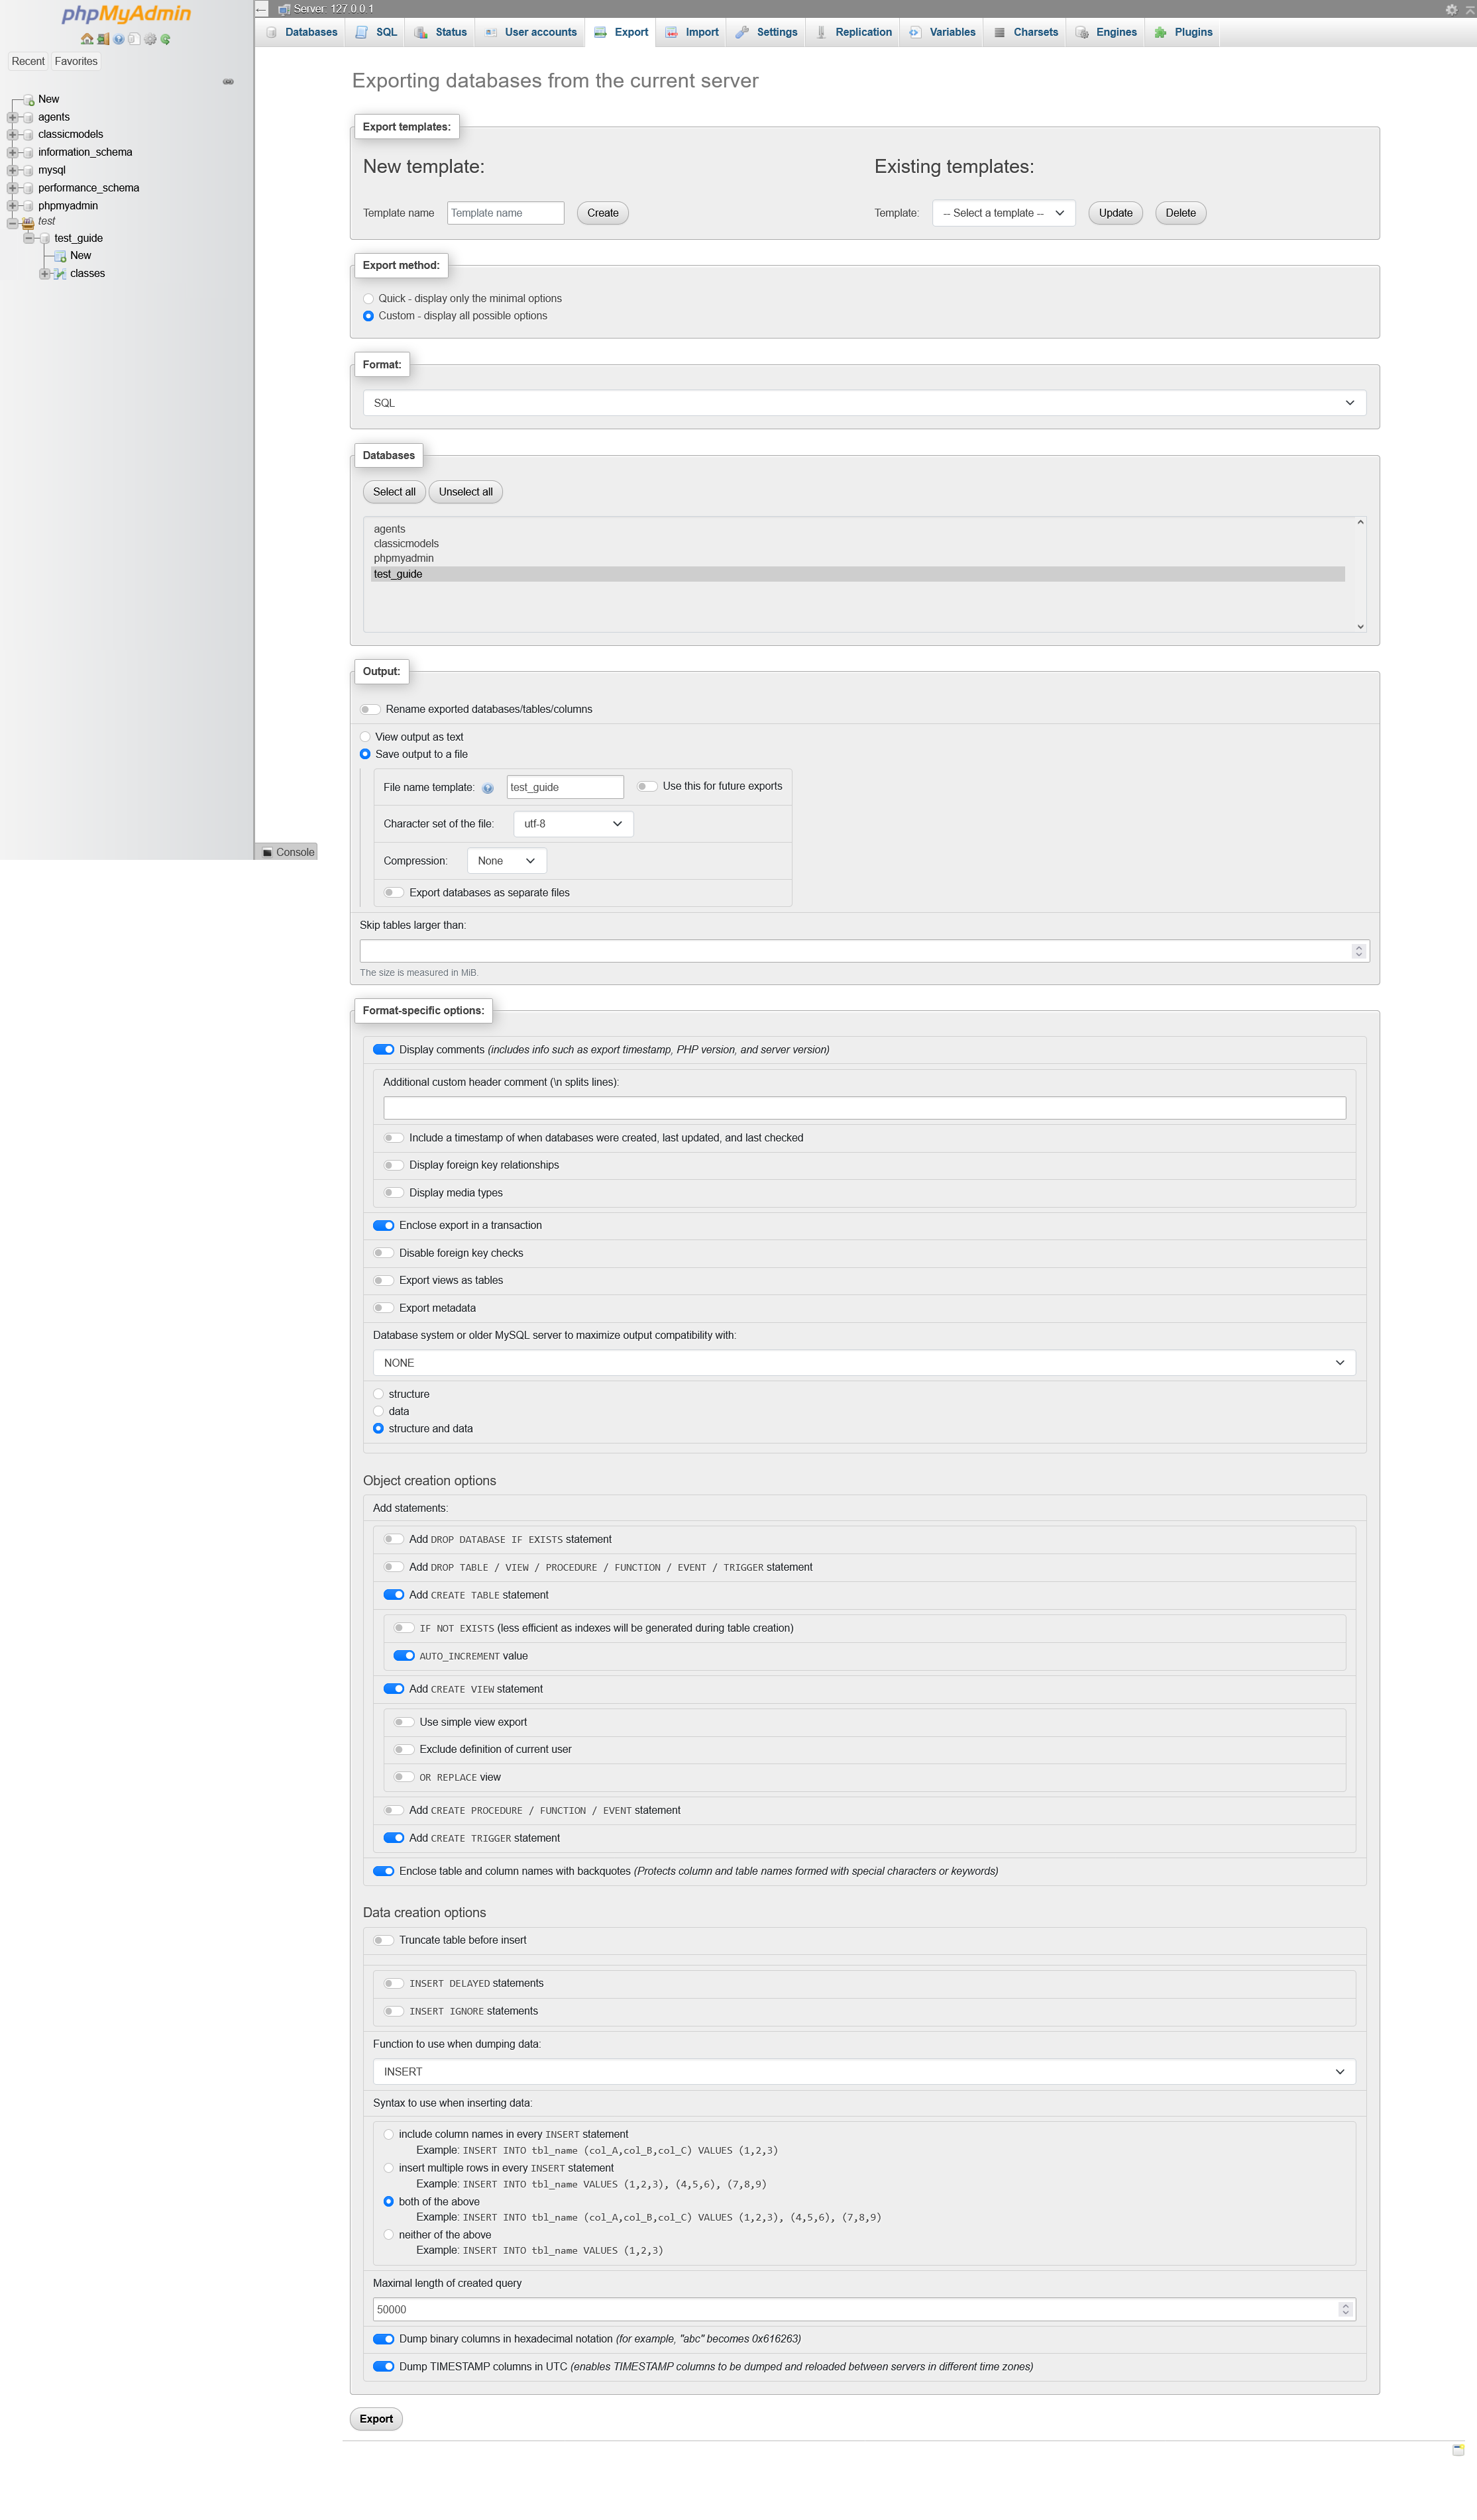 phpMyAdmin
Recent Favorites
New
agents
classicmodels
information_schema
mysql
performance_schema
phpmyadmin
test
test_guide
New
classes
Server: 127.0.0.1
Databases SQL Status User accounts Export Import Settings Replication Variables Charsets Engines Plugins
Exporting databases from the current server
Export templates:
New template:
Template name Template name Create
Existing templates:
Template: -- Select a template -- Update Delete
Export method:
Quick - display only the minimal options
Custom - display all possible options
Format:
SQL
Databases
Select all Unselect all
agents
classicmodels
phpmyadmin
test_guide
Output:
Rename exported databases/tables/columns
View output as text
Save output to a file
File name template: test_guide Use this for future exports
Character set of the file: utf-8
Compression: None
Export databases as separate files
Console
Skip tables larger than:
The size is measured in MiB.
Format-specific options:
Display comments (includes info such as export timestamp, PHP version, and server version)
Additional custom header comment (\n splits lines):
Include a timestamp of when databases were created, last updated, and last checked
Display foreign key relationships
Display media types
Enclose export in a transaction
Disable foreign key checks
Export views as tables
Export metadata
Database system or older MySQL server to maximize output compatibility with:
NONE
structure
data
structure and data
Object creation options
Add statements:
Add DROP DATABASE IF EXISTS statement
Add DROP TABLE / VIEW / PROCEDURE / FUNCTION / EVENT / TRIGGER statement
Add CREATE TABLE statement
IF NOT EXISTS (less efficient as indexes will be generated during table creation)
AUTO_INCREMENT value
Add CREATE VIEW statement
Use simple view export
Exclude definition of current user
OR REPLACE view
Add CREATE PROCEDURE / FUNCTION / EVENT statement
Add CREATE TRIGGER statement
Enclose table and column names with backquotes (Protects column and table names formed with special characters or keywords)
Data creation options
Truncate table before insert
INSERT DELAYED statements
INSERT IGNORE statements
Function to use when dumping data:
INSERT
Syntax to use when inserting data:
include column names in every INSERT statement
Example: INSERT INTO tbl_name (col_A,col_B,col_C) VALUES (1,2,3)
insert multiple rows in every INSERT statement
Example: INSERT INTO tbl_name VALUES (1,2,3), (4,5,6), (7,8,9)
both of the above
Example: INSERT INTO tbl_name (col_A,col_B,col_C) VALUES (1,2,3), (4,5,6), (7,8,9)
neither of the above
Example: INSERT INTO tbl_name VALUES (1,2,3)
Maximal length of created query
50000
Dump binary columns in hexadecimal notation (for example, "abc" becomes 0x616263)
Dump TIMESTAMP columns in UTC (enables TIMESTAMP columns to be dumped and reloaded between servers in different time zones)
Export